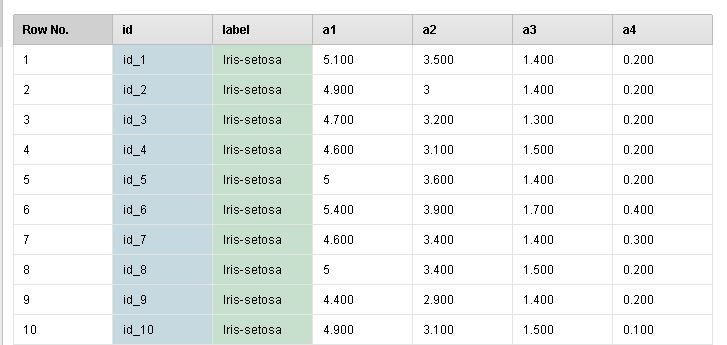 Row No. id label a1 a2 a3 a4
1 id_1 Iris-setosa 5.100 3.500 1.400 0.200
2 id_2 Iris-setosa 4.900 3 1.400 0.200
3 id_3 Iris-setosa 4.700 3.200 1.300 0.200
4 id_4 Iris-setosa 4.600 3.100 1.500 0.200
5 id_5 Iris-setosa 5 3.600 1.400 0.200
6 id_6 Iris-setosa 5.400 3.900 1.700 0.400
7 id_7 Iris-setosa 4.600 3.400 1.400 0.300
8 id_8 Iris-setosa 5 3.400 1.500 0.200
9 id_9 Iris-setosa 4.400 2.900 1.400 0.200
10 id_10 Iris-setosa 4.900 3.100 1.500 0.100